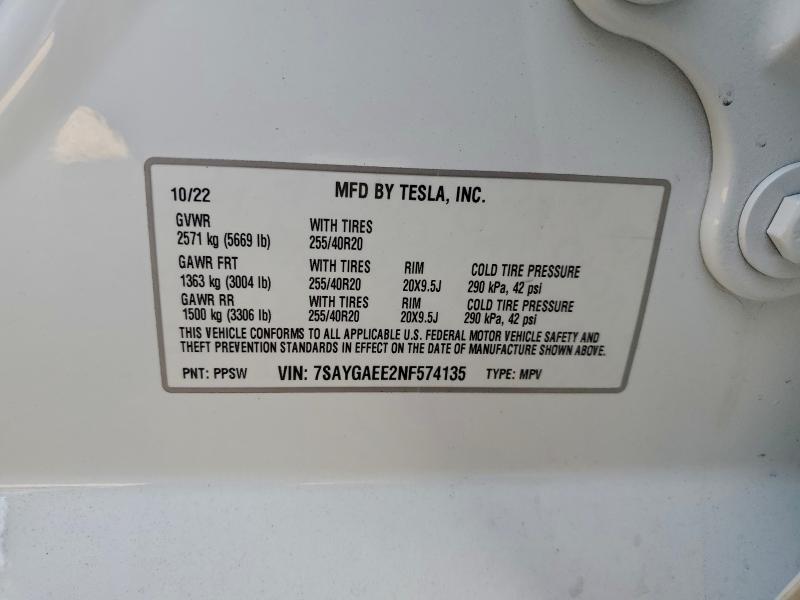 10/22 MFD BY TESLA, INC.
GVWR WITH TIRES
2571 kg (5669 lb) 255/40R20
GAWR FRT WITH TIRES RIM COLD TIRE PRESSURE
1363 kg (3004 lb) 255/40R20 20X9.5J 290 kPa, 42 psi
GAWR RR WITH TIRES RIM COLD TIRE PRESSURE
1500 kg (3306 lb) 255/40R20 20X9.5J 290 kPa, 42 psi
THIS VEHICLE CONFORMS TO ALL APPLICABLE U.S. FEDERAL MOTOR VEHICLE SAFETY AND
THEFT PREVENTION STANDARDS IN EFFECT ON THE DATE OF MANUFACTURE SHOWN ABOVE.
PNT: PPSW VIN: 7SAYGAEE2NF574135 TYPE: MPV